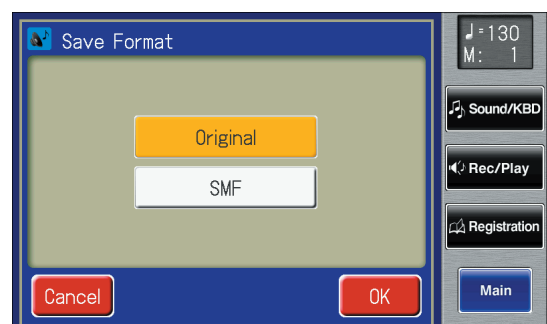 Save Format
Original
SMF
Cancel
OK
♩=130
M: 1
Sound/KBD
Rec/Play
Registration
Main